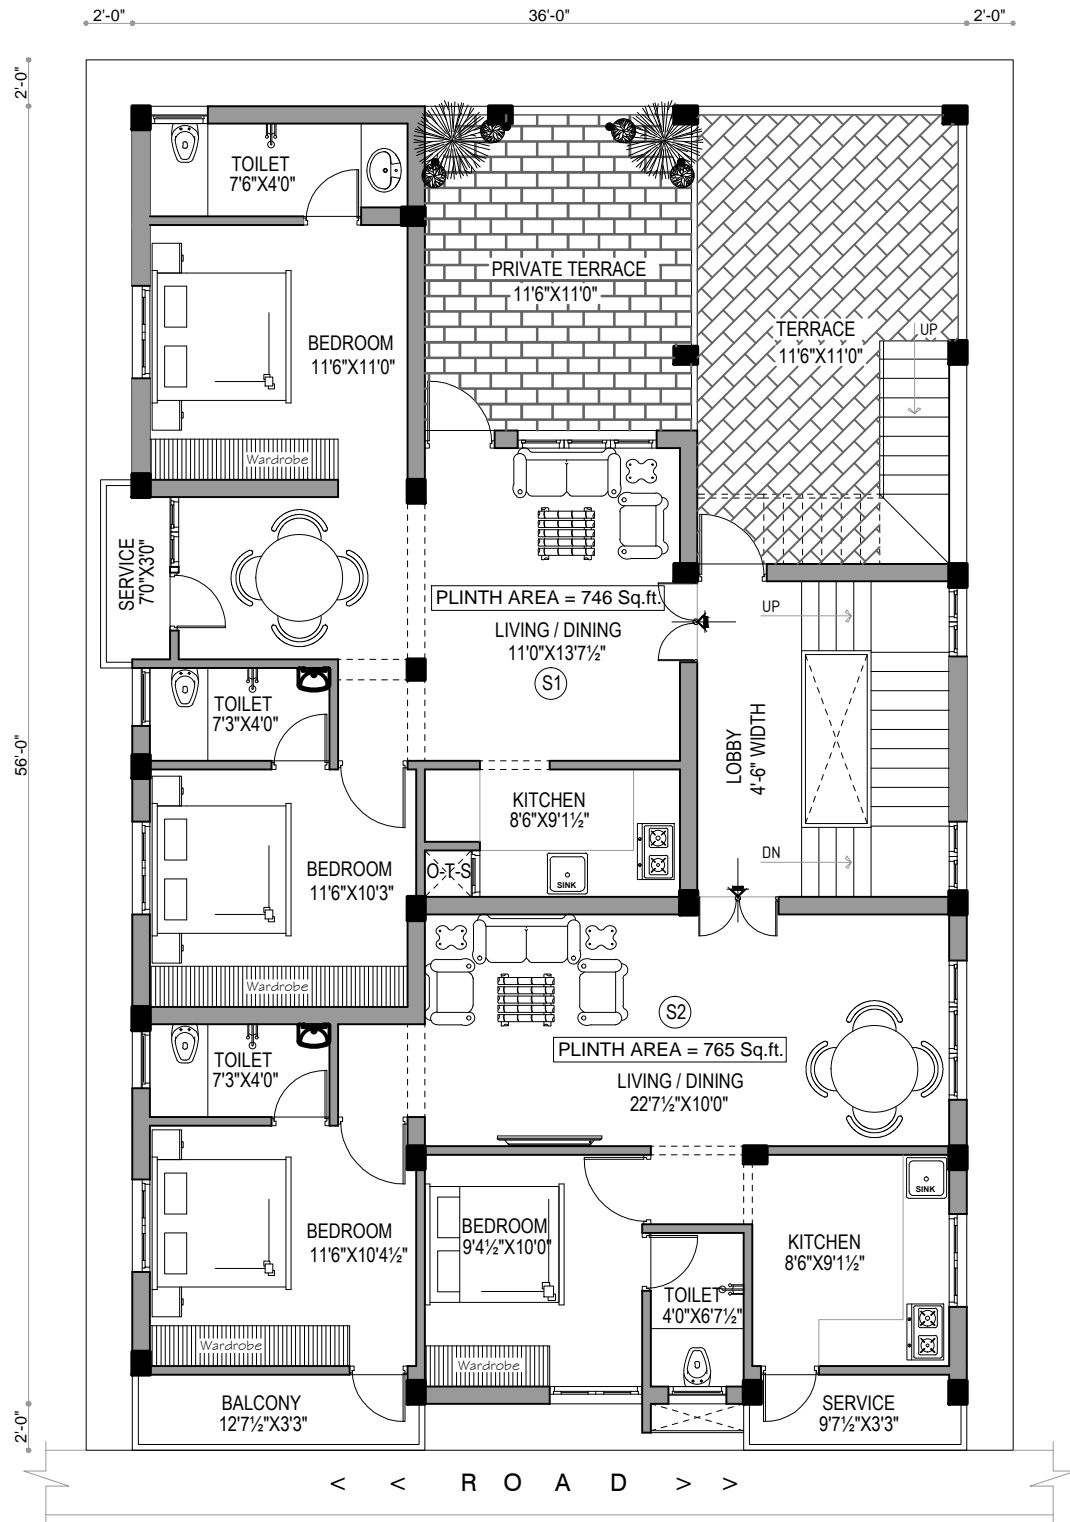 2'-0"
36'-0"
2'-0"
2'-0"
TOILET
7'6"X4'0"
PRIVATE TERRACE
11'6"X11'0"
TERRACE
11'6"X11'0"
UP
BEDROOM
11'6"X11'0"
Wardrobe
SERVICE
7'0"X3'0"
PLINTH AREA = 746 Sq.ft.
UP
LIVING / DINING
11'0"X13'7½"
S1
TOILET
7'3"X4'0"
56'-0"
LOBBY
4'-6" WIDTH
KITCHEN
8'6"X9'1½"
DN
BEDROOM
11'6"X10'3"
O-T-S
SINK
Wardrobe
S2
PLINTH AREA = 765 Sq.ft.
TOILET
7'3"X4'0"
LIVING / DINING
22'7½"X10'0"
SINK
BEDROOM
11'6"X10'4½"
BEDROOM
9'4½"X10'0"
KITCHEN
8'6"X9'1½"
TOILET
4'0"X6'7½"
Wardrobe
Wardrobe
BALCONY
12'7½"X3'3"
SERVICE
9'7½"X3'3"
2'-0"
< < R O A D > >